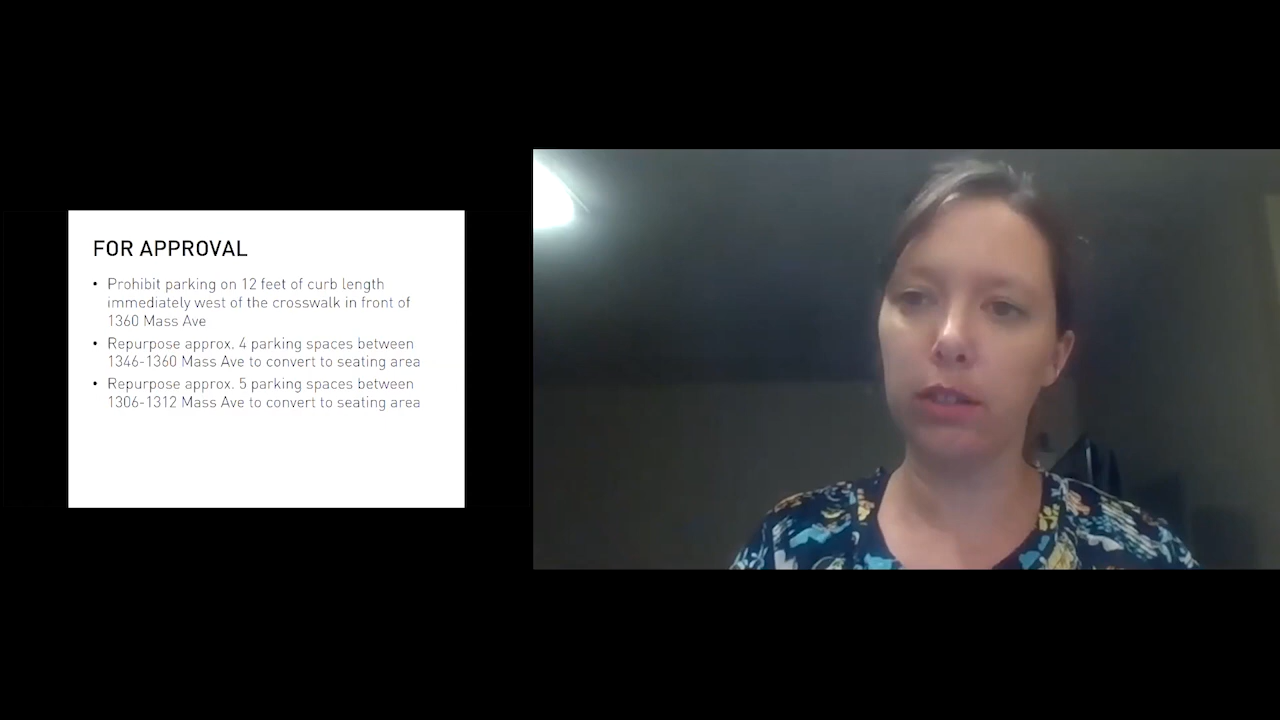 FOR APPROVAL
• Prohibit parking on 12 feet of curb length
immediately west of the crosswalk in front of
1360 Mass Ave
• Repurpose approx. 4 parking spaces between
1346-1360 Mass Ave to convert to seating area
• Repurpose approx. 5 parking spaces between
1306-1312 Mass Ave to convert to seating area